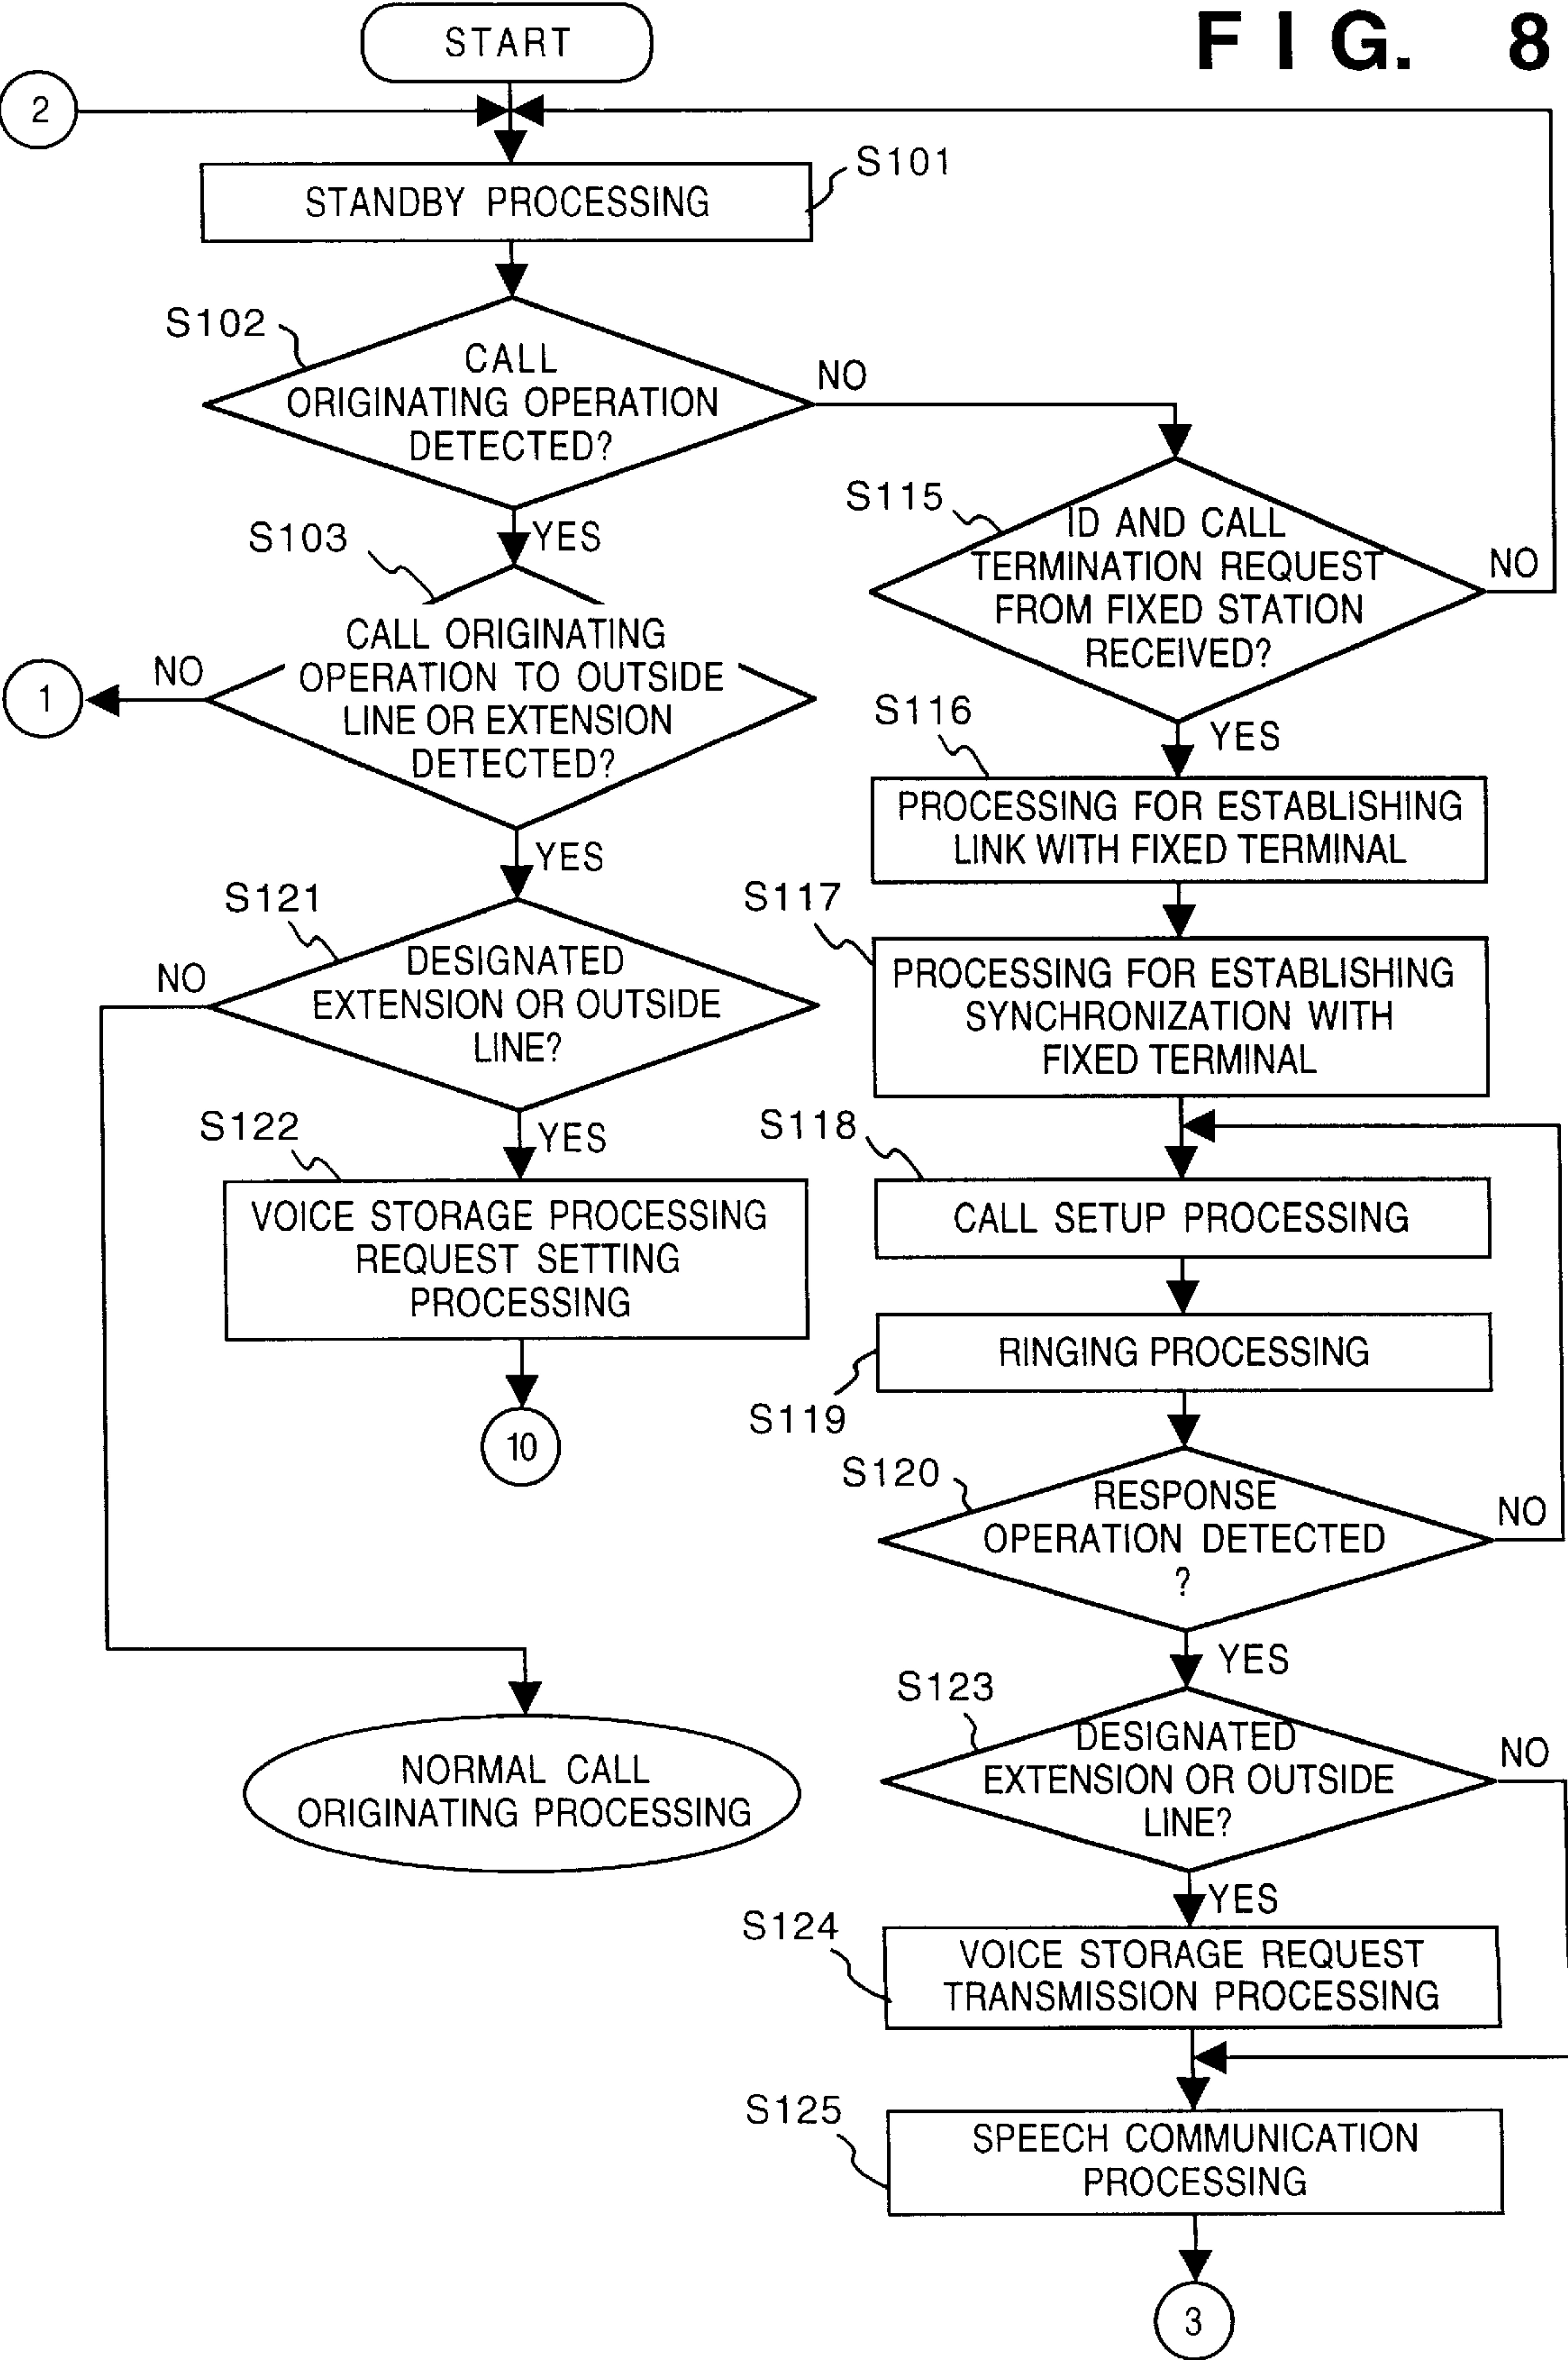 FIG. 8
START
2
S101
STANDBY PROCESSING
S102
CALL
ORIGINATING OPERATION
DETECTED?
NO
YES
S103
CALL ORIGINATING
OPERATION TO OUTSIDE
LINE OR EXTENSION
DETECTED?
NO
1
YES
S121
DESIGNATED
EXTENSION OR OUTSIDE
LINE?
NO
YES
S122
VOICE STORAGE PROCESSING
REQUEST SETTING
PROCESSING
10
NORMAL CALL
ORIGINATING PROCESSING
S115
ID AND CALL
TERMINATION REQUEST
FROM FIXED STATION
RECEIVED?
NO
YES
S116
PROCESSING FOR ESTABLISHING
LINK WITH FIXED TERMINAL
S117
PROCESSING FOR ESTABLISHING
SYNCHRONIZATION WITH
FIXED TERMINAL
S118
CALL SETUP PROCESSING
RINGING PROCESSING
S119
S120
RESPONSE
OPERATION DETECTED
?
NO
YES
S123
DESIGNATED
EXTENSION OR OUTSIDE
LINE?
NO
YES
S124
VOICE STORAGE REQUEST
TRANSMISSION PROCESSING
S125
SPEECH COMMUNICATION
PROCESSING
3